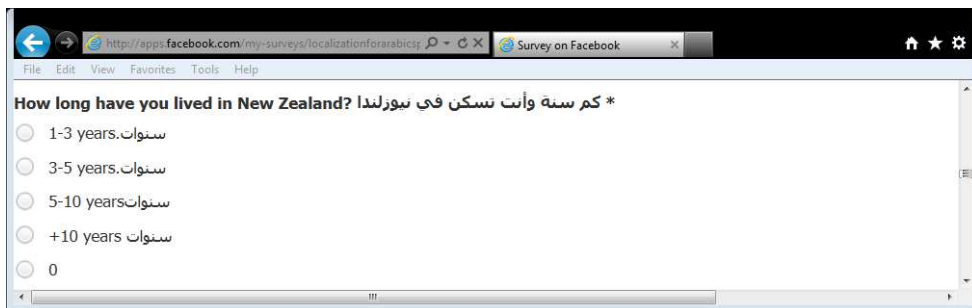 http://apps.facebook.com/my-surveys/localizationforarabics
Survey on Facebook
File Edit View Favorites Tools Help
How long have you lived in New Zealand? كم سنة وأنت تسكن في نيوزلندا *
1-3 years.سنوات
3-5 years.سنوات
5-10 yearsسنوات
+10 years سنوات
0